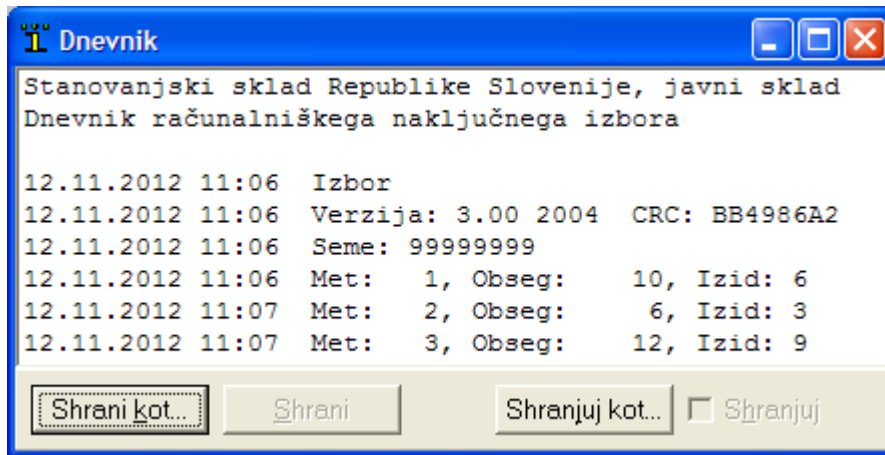 Dnevnik
Stanovanjski sklad Republike Slovenije, javni sklad
Dnevnik računalniškega naključnega izbora
12.11.2012 11:06  Izbor
12.11.2012 11:06  Verzija: 3.00 2004  CRC: BB4986A2
12.11.2012 11:06  Seme: 99999999
12.11.2012 11:06  Met:   1, Obseg:    10, Izid: 6
12.11.2012 11:07  Met:   2, Obseg:     6, Izid: 3
12.11.2012 11:07  Met:   3, Obseg:    12, Izid: 9
Shrani kot... Shrani Shranjuj kot... Shranjuj